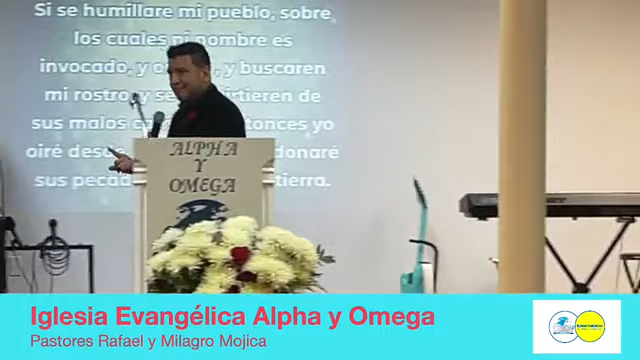 Si se humillare mi pueblo, sobre
los cuales mi nombre es
invocado, y
y buscaren
mi rostro, y se
de
sus malos
yo
oiré
sus
tierra.
ALPHA
Y
OMEGA
Iglesia Evangélica Alpha y Omega
Pastores Rafael y Milagro Mojica